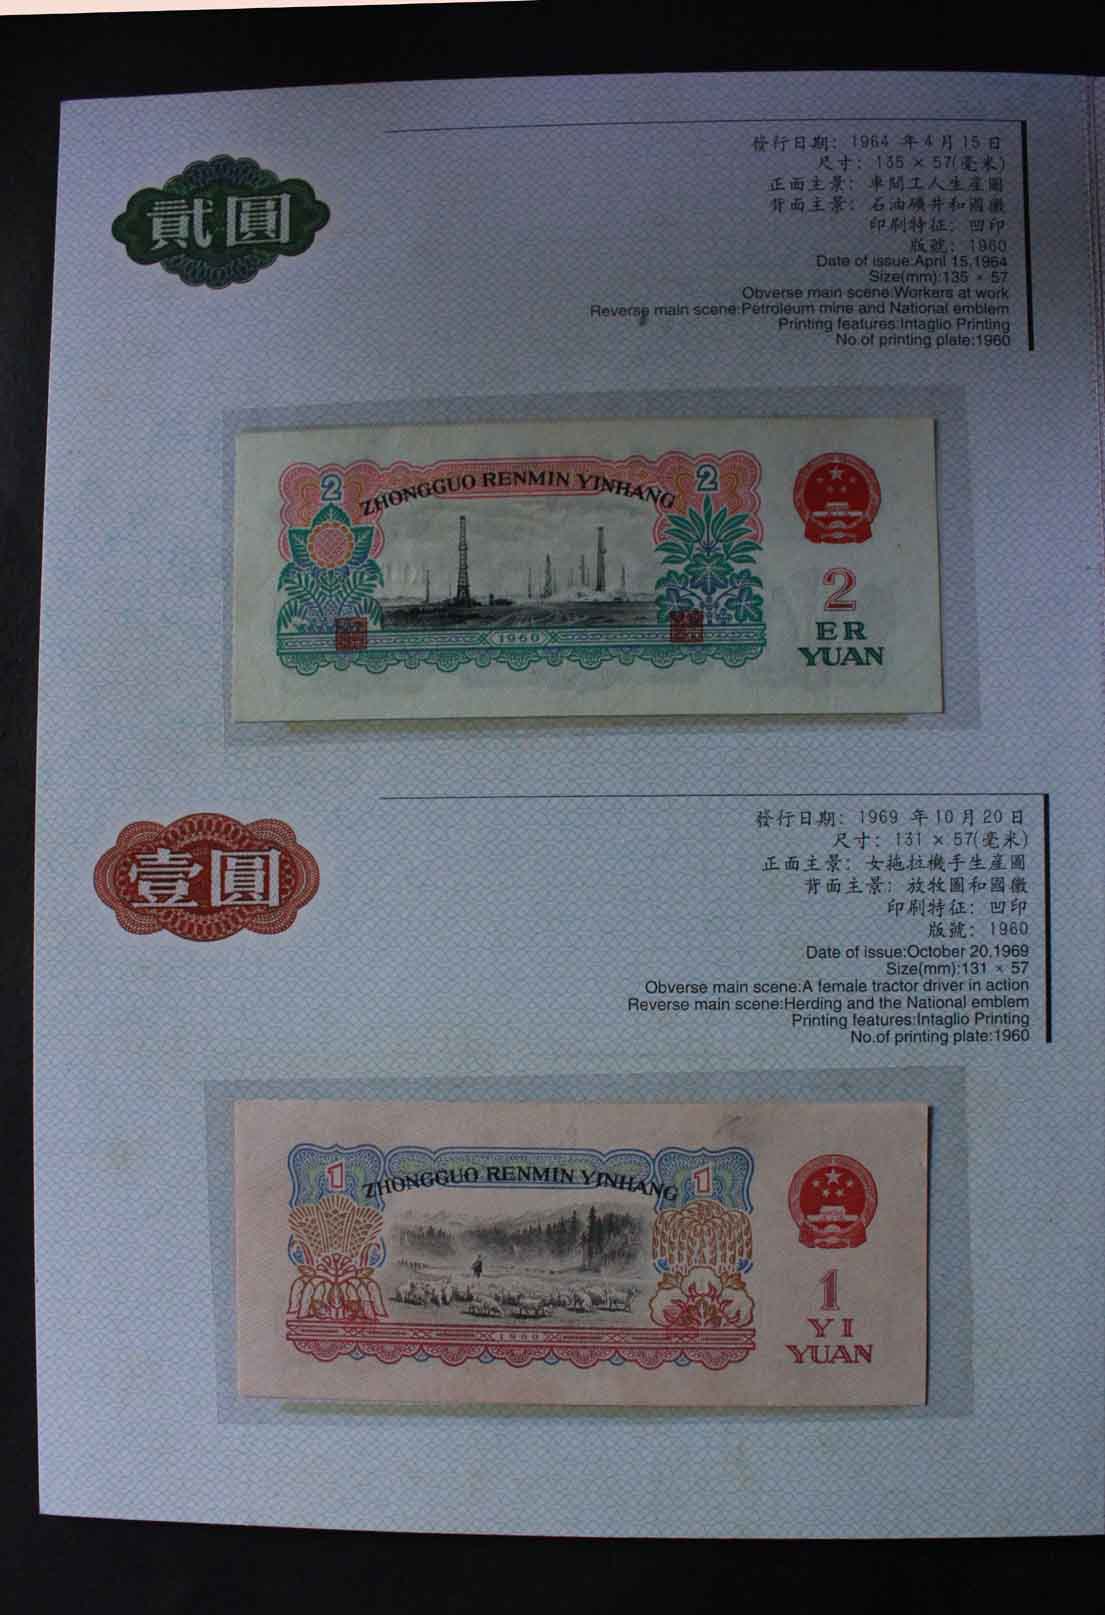 貳圓
發行日期：1964 年4月15日
尺寸：135 × 57(毫米)
正面主景：車間工人生産圖
背面主景：石油礦井和國徽
印刷特征：凹印
版號：1960
Date of issue:April 15,1964
Size(mm):135 × 57
Obverse main scene:Workers at work
Reverse main scene:Petroleum mine and National emblem
Printing features:Intaglio Printing
No.of printing plate:1960
2 ZHONGGUO RENMIN YINHANG 2
1960
2
ER
YUAN
壹圓
發行日期：1969 年10月20日
尺寸：131 × 57(毫米)
正面主景：女拖拉機手生産圖
背面主景：放牧圖和國徽
印刷特征：凹印
版號：1960
Date of issue:October 20,1969
Size(mm):131 × 57
Obverse main scene:A female tractor driver in action
Reverse main scene:Herding and the National emblem
Printing features:Intaglio Printing
No.of printing plate:1960
1 ZHONGGUO RENMIN YINHANG 1
1960
1
YI
YUAN